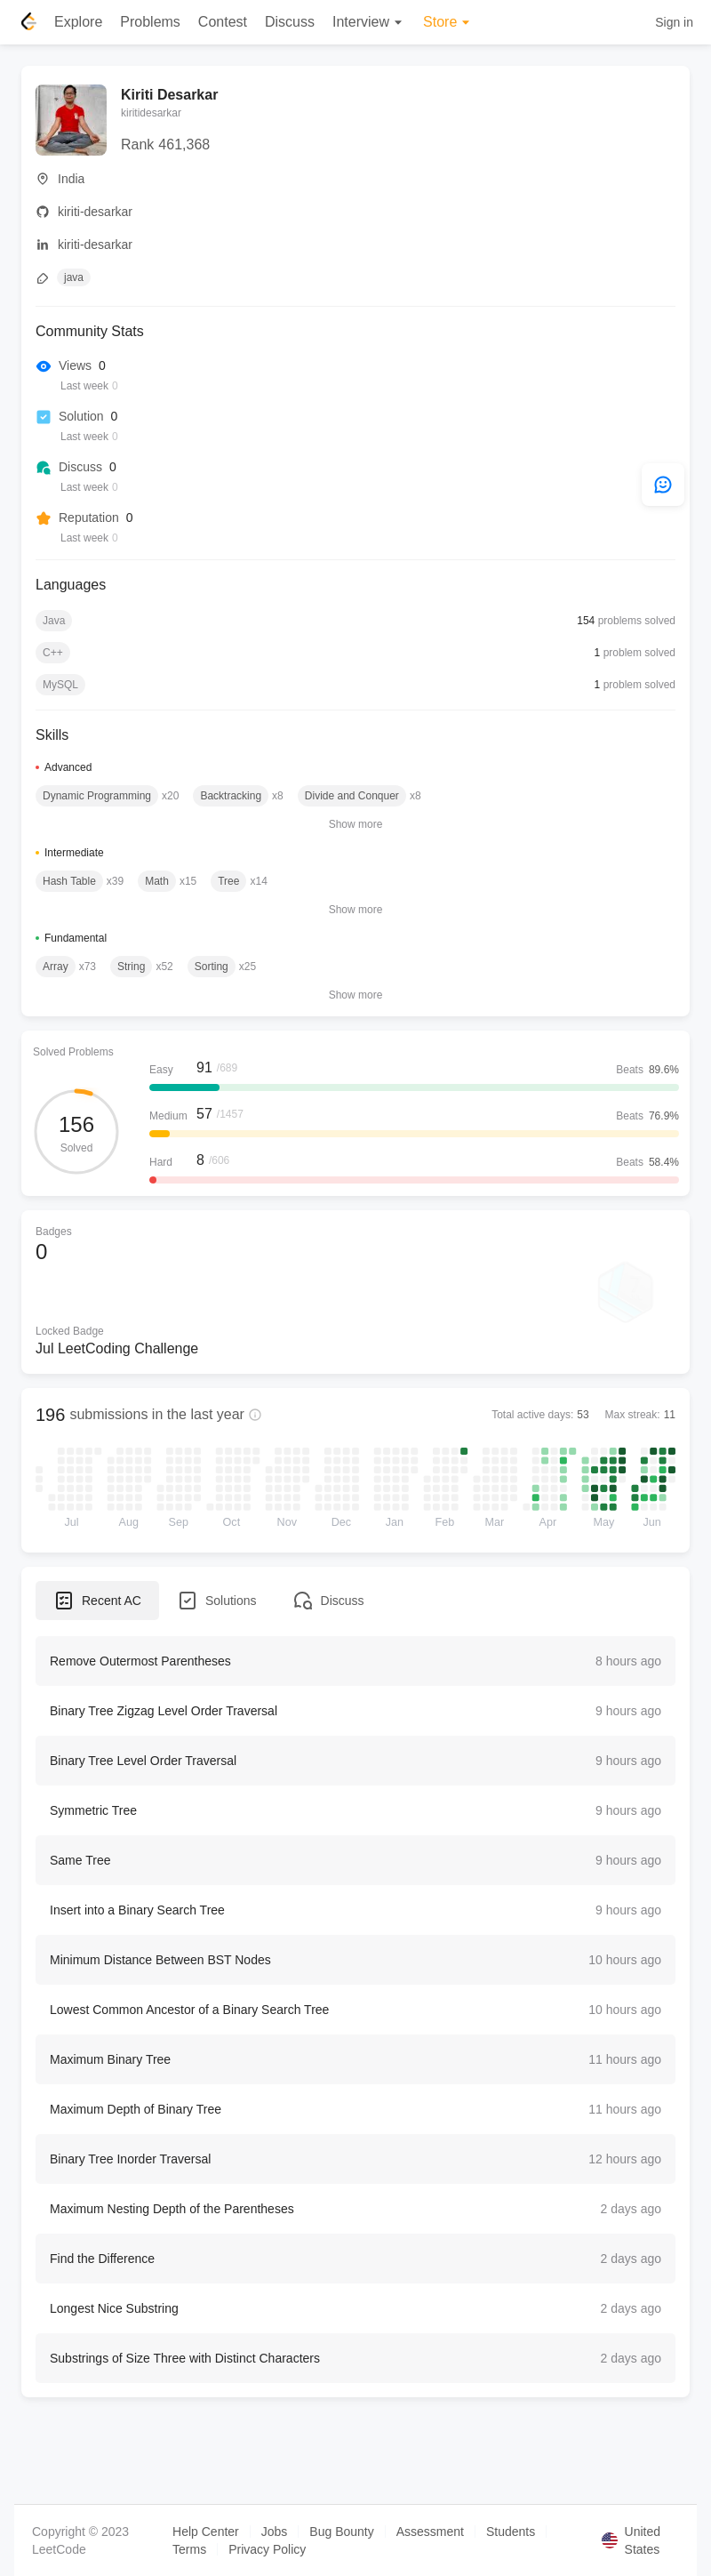 Explore Problems Contest Discuss Interview Store Sign in
Kiriti Desarkar
kiritidesarkar
Rank 461,368
India
kiriti-desarkar
kiriti-desarkar
java
Community Stats
Views 0
Last week 0
Solution 0
Last week 0
Discuss 0
Last week 0
Reputation 0
Last week 0
Languages
Java 154 problems solved
C++ 1 problem solved
MySQL 1 problem solved
Skills
Advanced
Dynamic Programming x20 Backtracking x8 Divide and Conquer x8
Show more
Intermediate
Hash Table x39 Math x15 Tree x14
Show more
Fundamental
Array x73 String x52 Sorting x25
Show more
Solved Problems
156
Solved
Easy 91 /689 Beats 89.6%
Medium 57 /1457 Beats 76.9%
Hard 8 /606 Beats 58.4%
Badges
0
Locked Badge
Jul LeetCoding Challenge
196 submissions in the last year Total active days: 53 Max streak: 11
Jul Aug Sep Oct Nov Dec Jan Feb Mar Apr May Jun
Recent AC Solutions Discuss
Remove Outermost Parentheses 8 hours ago
Binary Tree Zigzag Level Order Traversal 9 hours ago
Binary Tree Level Order Traversal 9 hours ago
Symmetric Tree 9 hours ago
Same Tree 9 hours ago
Insert into a Binary Search Tree 9 hours ago
Minimum Distance Between BST Nodes 10 hours ago
Lowest Common Ancestor of a Binary Search Tree 10 hours ago
Maximum Binary Tree 11 hours ago
Maximum Depth of Binary Tree 11 hours ago
Binary Tree Inorder Traversal 12 hours ago
Maximum Nesting Depth of the Parentheses 2 days ago
Find the Difference 2 days ago
Longest Nice Substring 2 days ago
Substrings of Size Three with Distinct Characters 2 days ago
Copyright © 2023 LeetCode
Help Center Jobs Bug Bounty Assessment Students
Terms Privacy Policy
United States